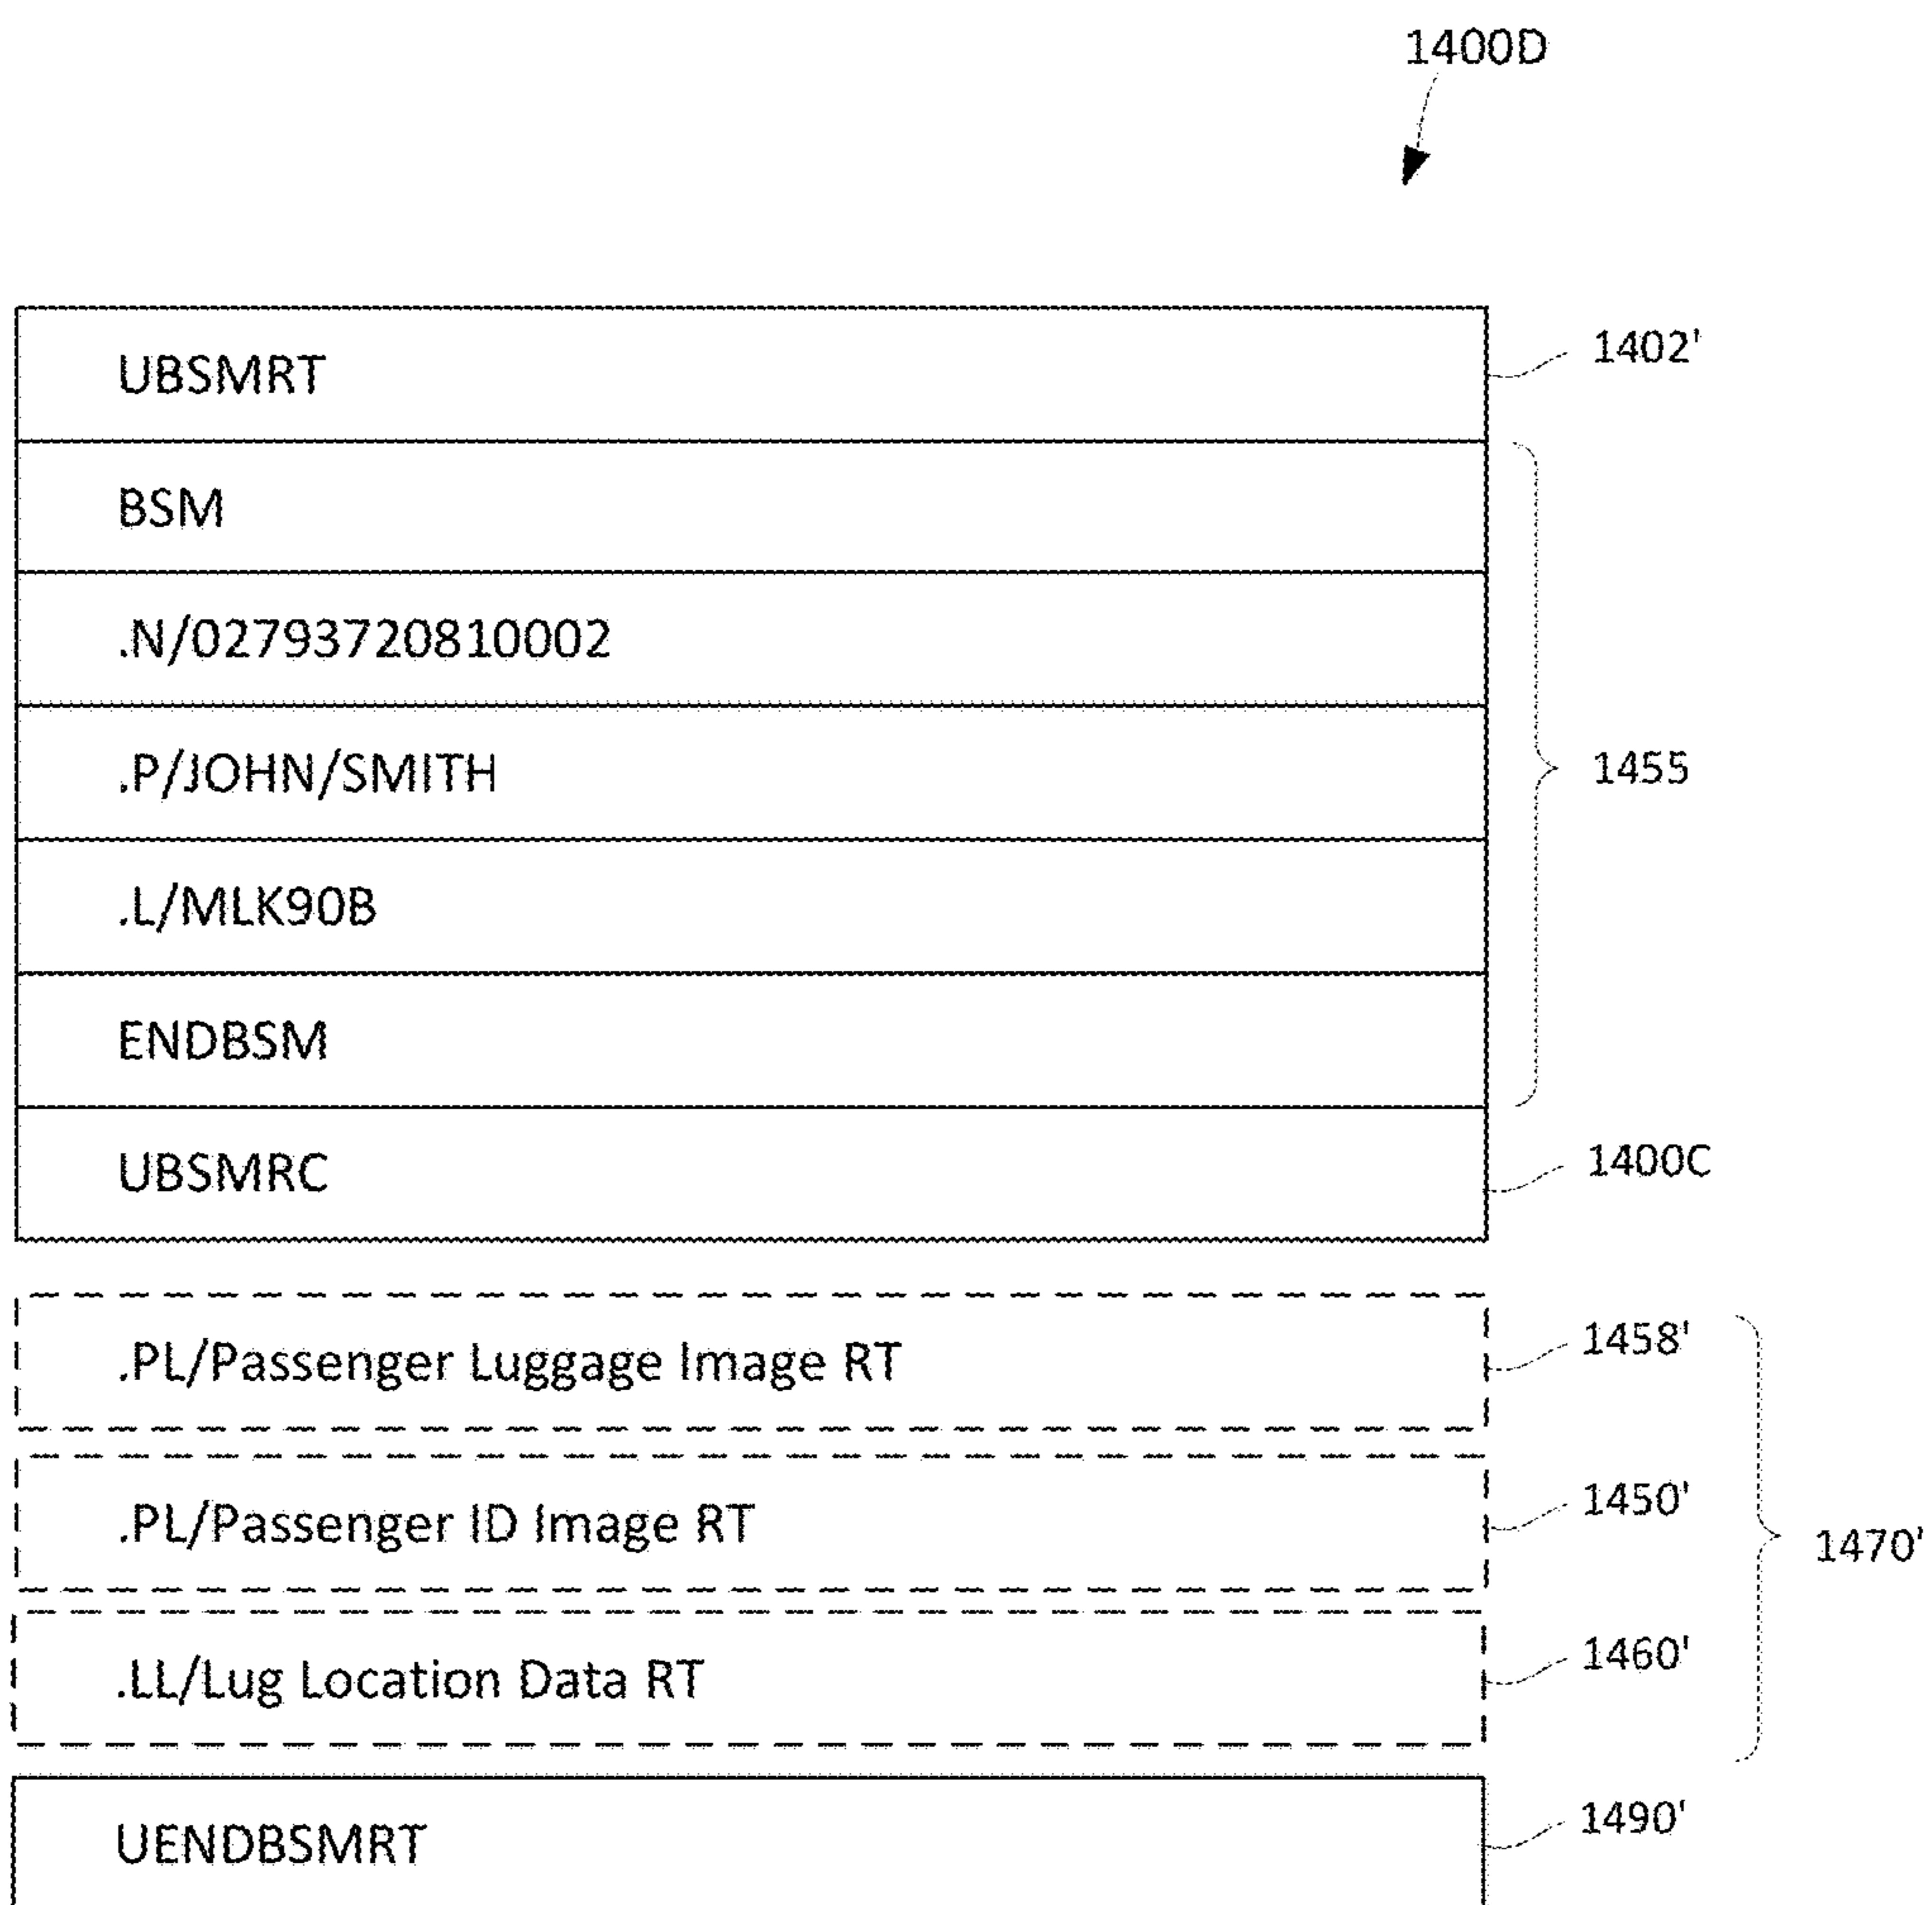 1400D
UBSMRT
1402'
BSM
.N/02793720810002
.P/JOHN/SMITH
1455
.L/MLK90B
ENDBSM
UBSMRC
1400C
.PL/Passenger Luggage Image RT
1458'
.PL/Passenger ID Image RT
1450'
1470'
.LL/Lug Location Data RT
1460'
UENDBSMRT
1490'